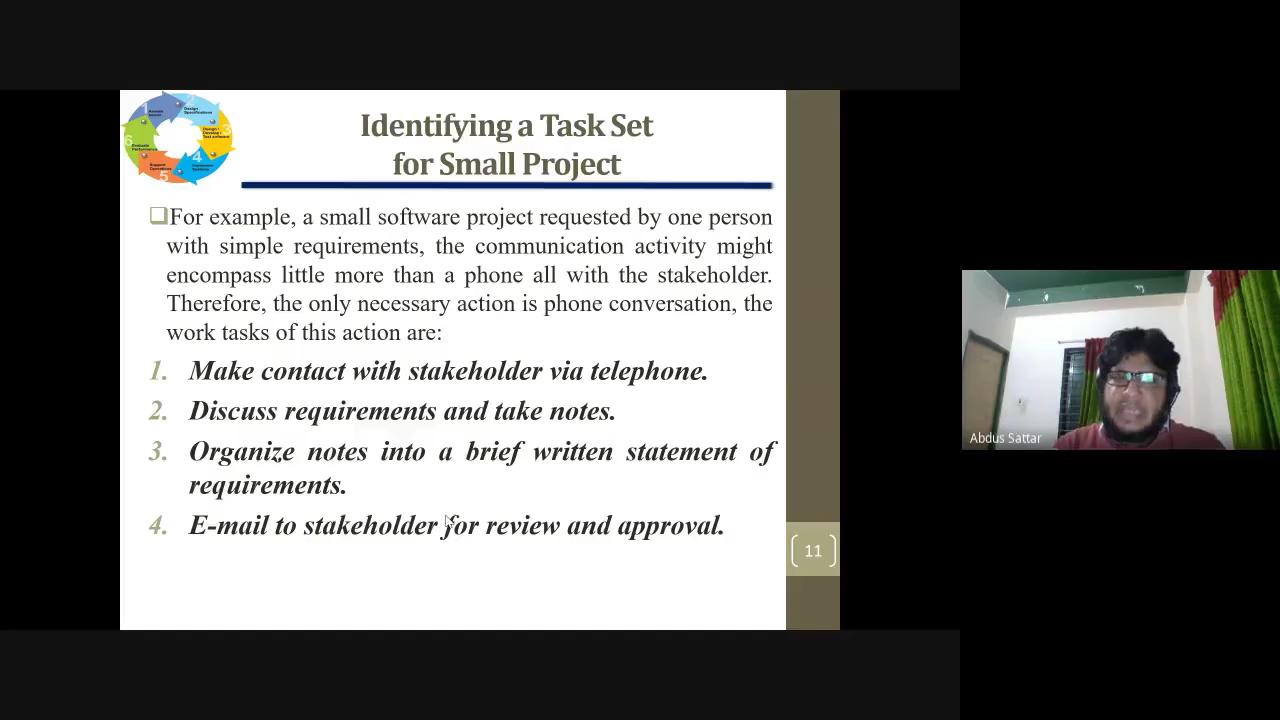 Identifying a Task Set
for Small Project
For example, a small software project requested by one person
with simple requirements, the communication activity might
encompass little more than a phone all with the stakeholder.
Therefore, the only necessary action is phone conversation, the
work tasks of this action are:
1. Make contact with stakeholder via telephone.
2. Discuss requirements and take notes.
3. Organize notes into a brief written statement of
requirements.
4. E-mail to stakeholder for review and approval.
11
Abdus Sattar